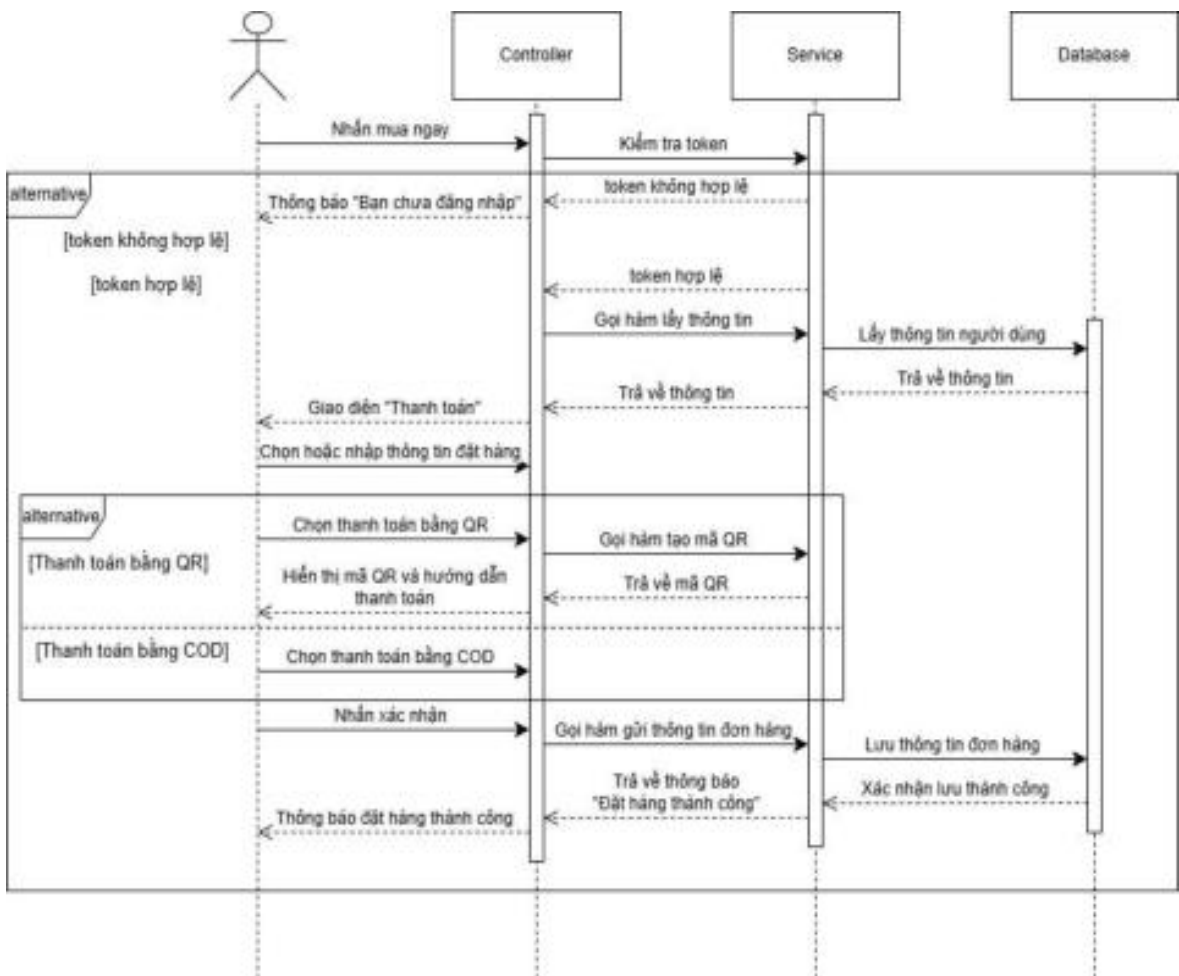 Controller
Service
Database
Nhấn mua ngay
Kiểm tra token
alternative
token không hợp lệ
Thông báo "Bạn chưa đăng nhập"
[token không hợp lệ]
[token hợp lệ]
token hợp lệ
Gọi hàm lấy thông tin
Lấy thông tin người dùng
Trả về thông tin
Trả về thông tin
Giao diện "Thanh toán"
Chọn hoặc nhập thông tin đặt hàng
alternative
Chọn thanh toán bằng QR
Gọi hàm tạo mã QR
[Thanh toán bằng QR]
Hiển thị mã QR và hướng dẫn
thanh toán
Trả về mã QR
[Thanh toán bằng COD]
Chọn thanh toán bằng COD
Nhấn xác nhận
Gọi hàm gửi thông tin đơn hàng
Lưu thông tin đơn hàng
Trả về thông báo
"Đặt hàng thành công"
Xác nhận lưu thành công
Thông báo đặt hàng thành công